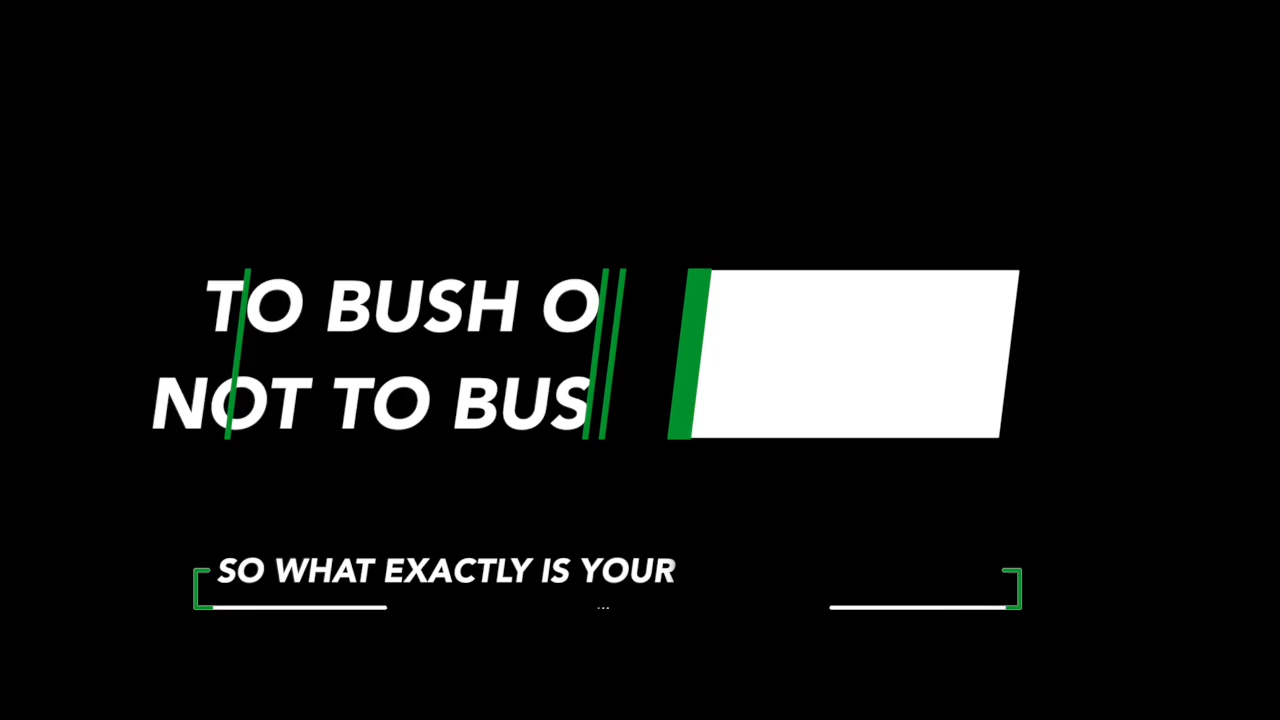 TO BUSH O
NOT TO BUS
SO WHAT EXACTLY IS YOUR
...